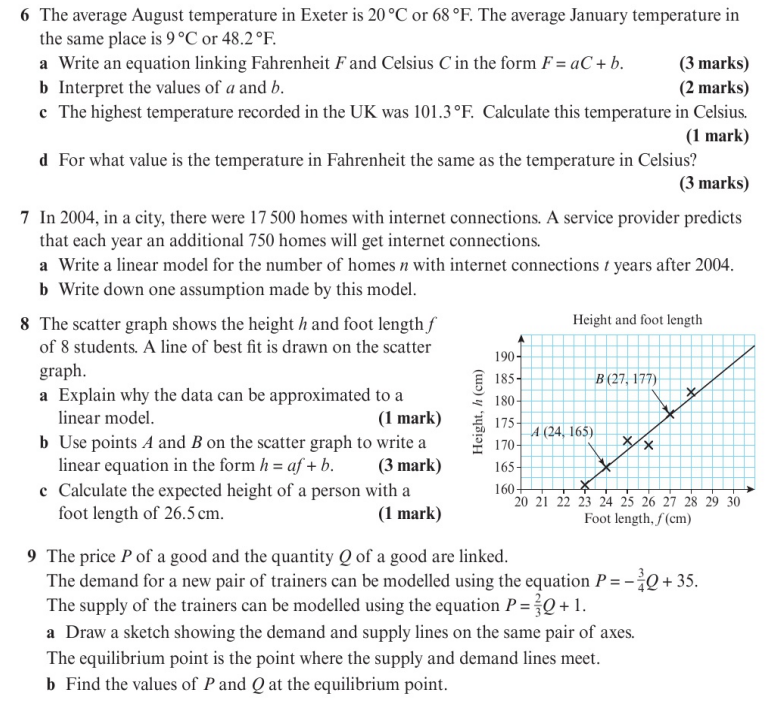 6 The average August temperature in Exeter is 20 °C or 68 °F. The average January temperature in
the same place is 9 °C or 48.2 °F.
a Write an equation linking Fahrenheit F and Celsius C in the form F = aC + b. (3 marks)
b Interpret the values of a and b. (2 marks)
c The highest temperature recorded in the UK was 101.3 °F. Calculate this temperature in Celsius.
(1 mark)
d For what value is the temperature in Fahrenheit the same as the temperature in Celsius?
(3 marks)
7 In 2004, in a city, there were 17 500 homes with internet connections. A service provider predicts
that each year an additional 750 homes will get internet connections.
a Write a linear model for the number of homes n with internet connections t years after 2004.
b Write down one assumption made by this model.
8 The scatter graph shows the height h and foot length f
of 8 students. A line of best fit is drawn on the scatter
graph.
a Explain why the data can be approximated to a
linear model. (1 mark)
b Use points A and B on the scatter graph to write a
linear equation in the form h = af + b. (3 mark)
c Calculate the expected height of a person with a
foot length of 26.5 cm. (1 mark)
Height and foot length
Height, h (cm)
190
185
180
175
170
165
160
B (27, 177)
A (24, 165)
20 21 22 23 24 25 26 27 28 29 30
Foot length, f (cm)
9 The price P of a good and the quantity Q of a good are linked.
The demand for a new pair of trainers can be modelled using the equation P = −3/4Q + 35.
The supply of the trainers can be modelled using the equation P = 2/3Q + 1.
a Draw a sketch showing the demand and supply lines on the same pair of axes.
The equilibrium point is the point where the supply and demand lines meet.
b Find the values of P and Q at the equilibrium point.